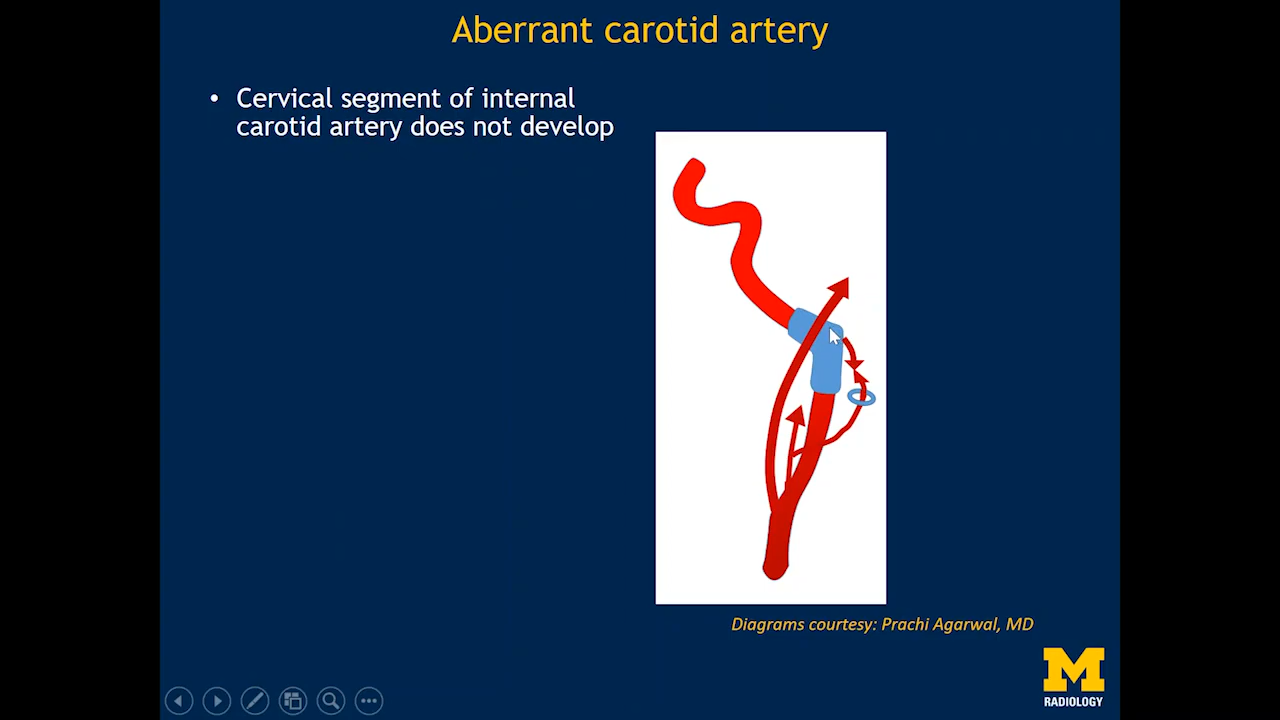 Aberrant carotid artery
• Cervical segment of internal
carotid artery does not develop
Diagrams courtesy: Prachi Agarwal, MD
M
RADIOLOGY